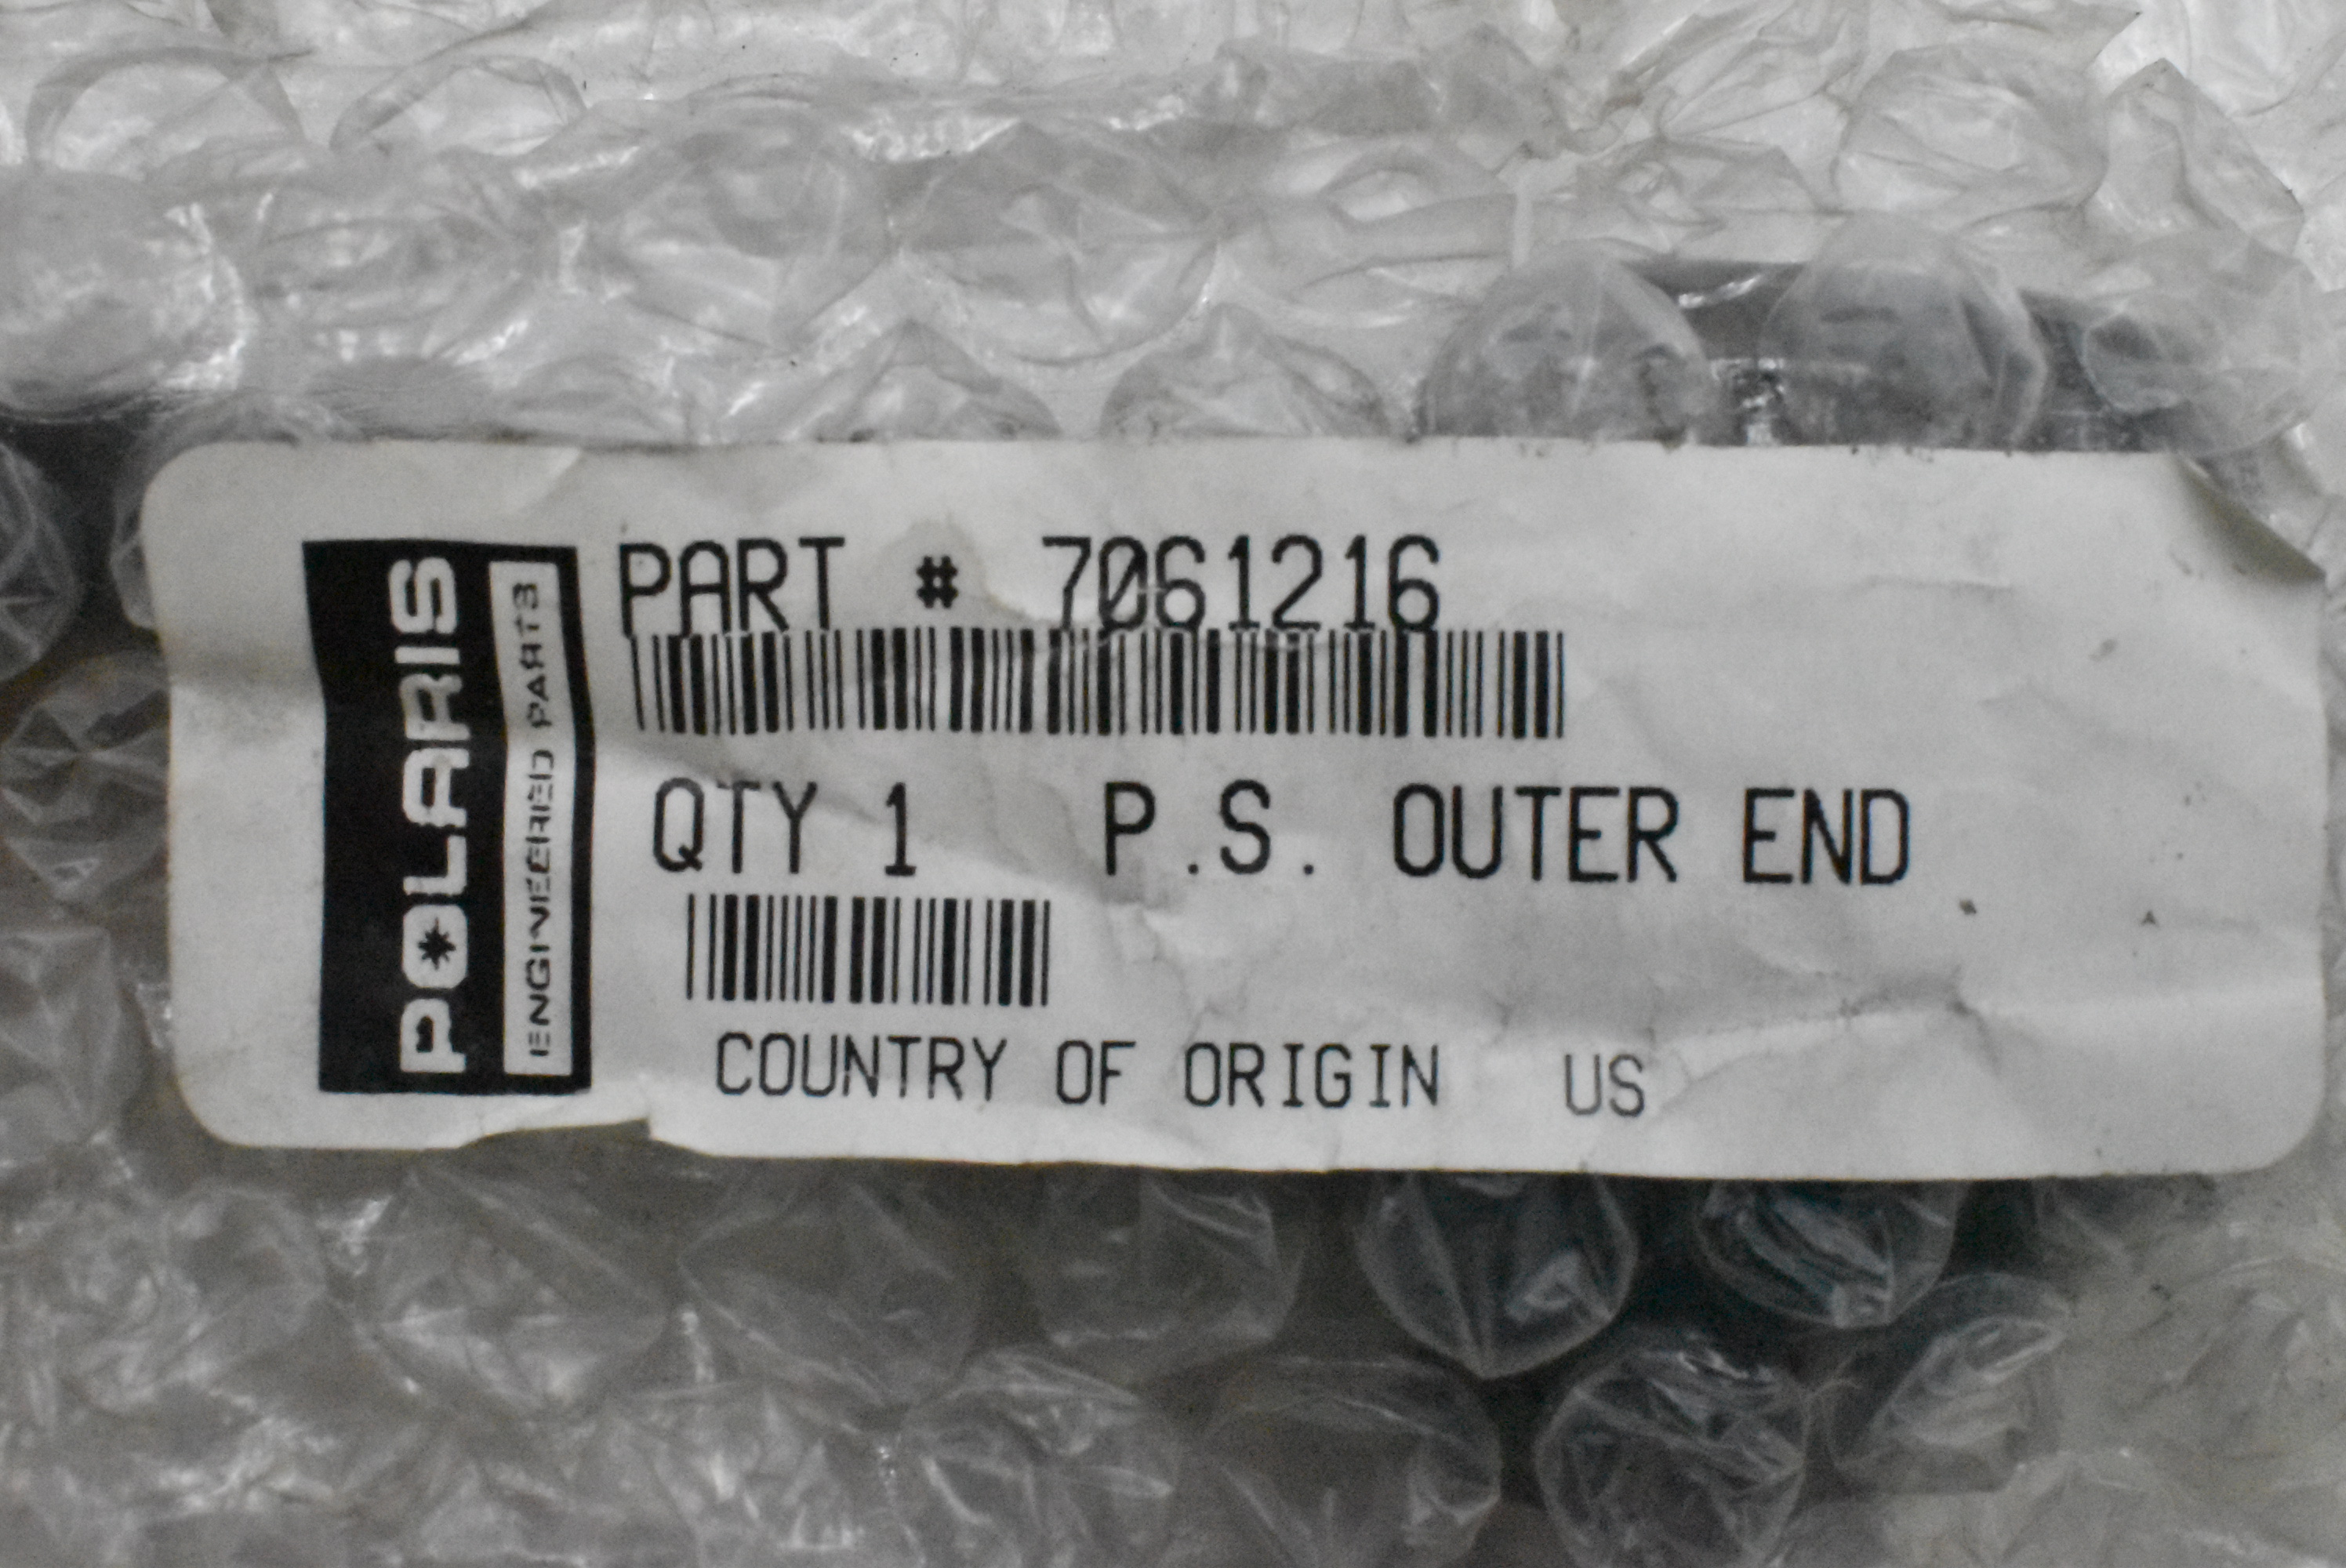 POLARIS
ENGINEERED PARTS
PART # 7061216
QTY 1 P.S. OUTER END
COUNTRY OF ORIGIN US